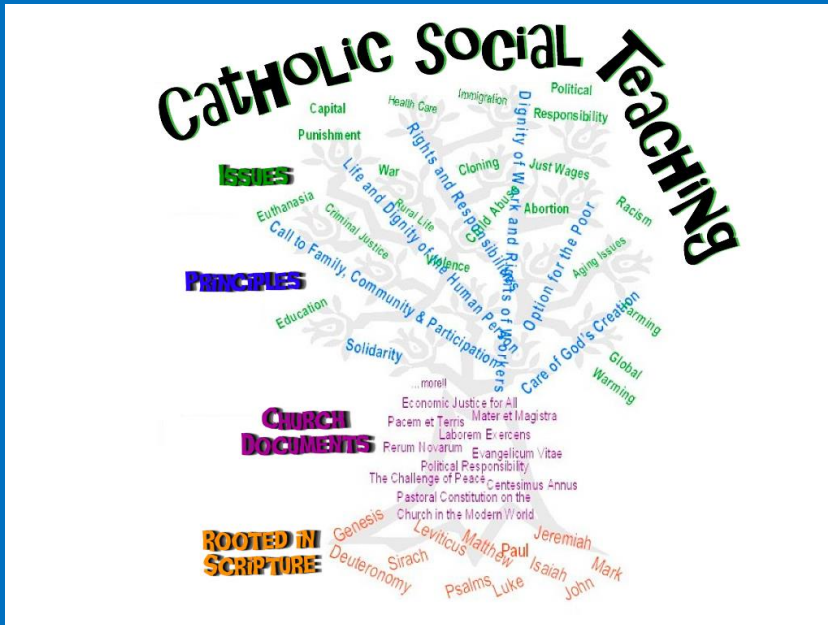 Catholic Social Teaching
Political
Responsibility
Immigration
Health Care
Capital
Punishment
Dignity of Work and Rights of Workers
Rights and Responsibilities
Life and Dignity of the Human Person
War
Cloning
Just Wages
Issues
Rural Life
Child Abuse
Abortion
Racism
Euthanasia
Criminal Justice
Option for the Poor
Call to Family, Community & Participation
Violence
Aging Issues
Principles
Education
Farming
Solidarity
Care of God's Creation
Global
Warming
...more!!
Economic Justice for All
Pacem et Terris
Mater et Magistra
Church
Documents
Laborem Exercens
Rerum Novarum
Evangelicum Vitae
Political Responsibility
The Challenge of Peace
Centesimus Annus
Pastoral Constitution on the
Church in the Modern World
Rooted in
Scripture
Genesis
Leviticus
Matthew
Paul
Jeremiah
Deuteronomy
Sirach
Isaiah
Mark
Psalms
Luke
John